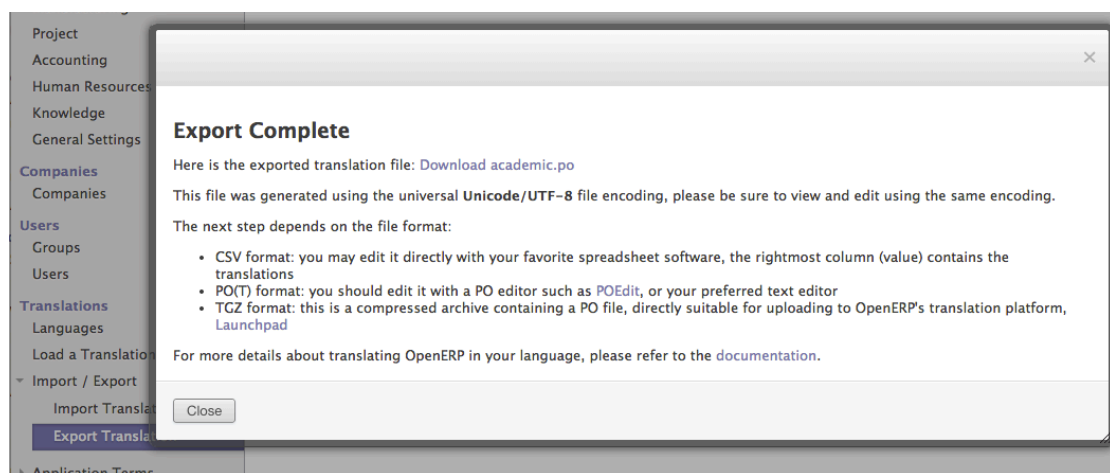 Project
Accounting
Human Resources
Knowledge
General Settings
Companies
Companies
Users
Groups
Users
Translations
Languages
Load a Translation
Import / Export
Import Translat
Export Transla
Application Terms
×
Export Complete
Here is the exported translation file: Download academic.po
This file was generated using the universal Unicode/UTF-8 file encoding, please be sure to view and edit using the same encoding.
The next step depends on the file format:
• CSV format: you may edit it directly with your favorite spreadsheet software, the rightmost column (value) contains the
translations
• PO(T) format: you should edit it with a PO editor such as POEdit, or your preferred text editor
• TGZ format: this is a compressed archive containing a PO file, directly suitable for uploading to OpenERP's translation platform,
Launchpad
For more details about translating OpenERP in your language, please refer to the documentation.
Close